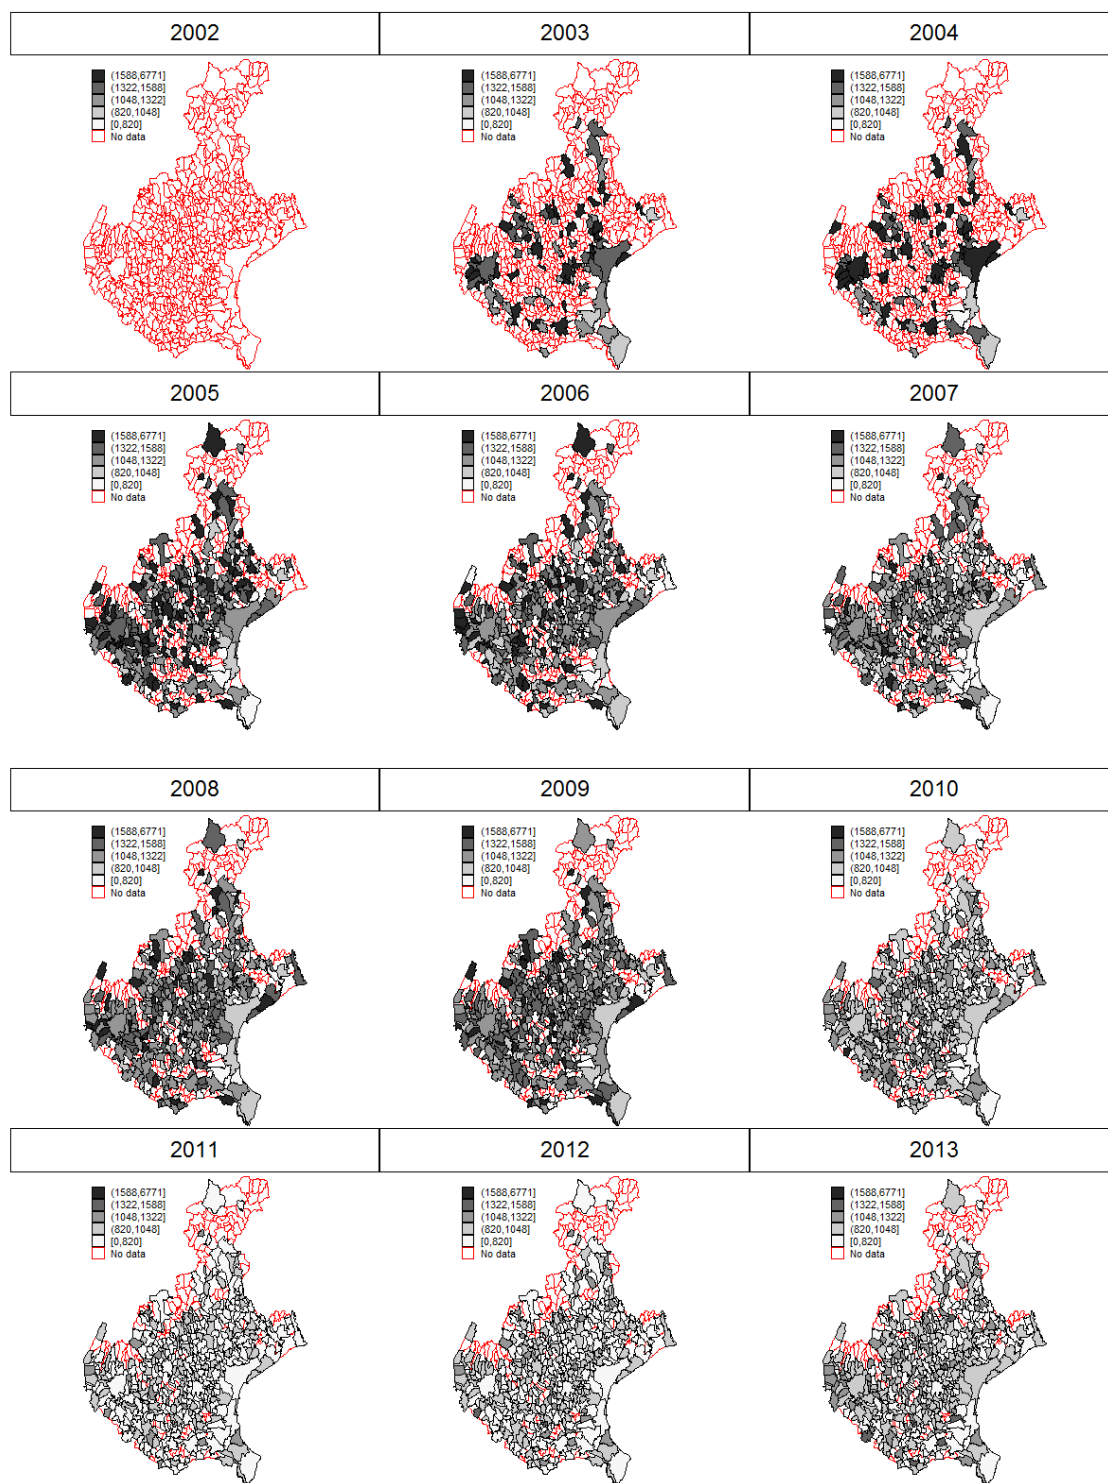 2002 2003 2004
(1588,6771] (1588,6771] (1588,6771]
(1322,1588] (1322,1588] (1322,1588]
(1048,1322] (1048,1322] (1048,1322]
(820,1048] (820,1048] (820,1048]
[0,820] [0,820] [0,820]
No data No data No data
2005 2006 2007
(1588,6771] (1588,6771] (1588,6771]
(1322,1588] (1322,1588] (1322,1588]
(1048,1322] (1048,1322] (1048,1322]
(820,1048] (820,1048] (820,1048]
[0,820] [0,820] [0,820]
No data No data No data
2008 2009 2010
(1588,6771] (1588,6771] (1588,6771]
(1322,1588] (1322,1588] (1322,1588]
(1048,1322] (1048,1322] (1048,1322]
(820,1048] (820,1048] (820,1048]
[0,820] [0,820] [0,820]
No data No data No data
2011 2012 2013
(1588,6771] (1588,6771] (1588,6771]
(1322,1588] (1322,1588] (1322,1588]
(1048,1322] (1048,1322] (1048,1322]
(820,1048] (820,1048] (820,1048]
[0,820] [0,820] [0,820]
No data No data No data